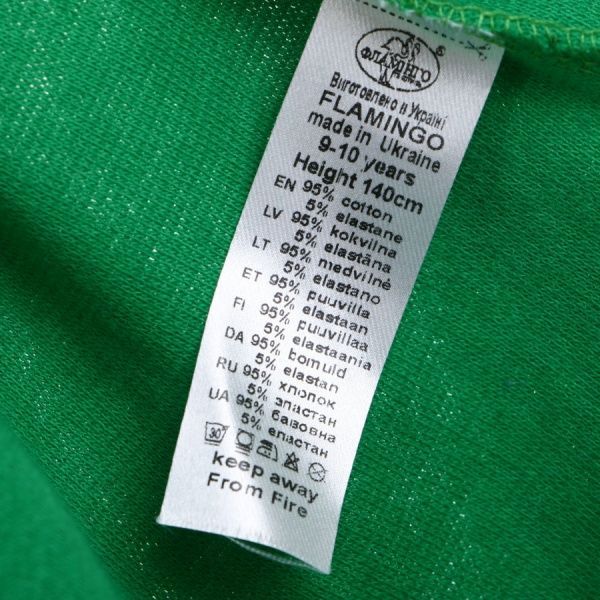 ФЛАМІНГО ®
Виготовлено в Україні
FLAMINGO
made in Ukraine
9-10 years
Height 140cm
EN 95% cotton
5% elastane
LV 95% kokvilna
5% elastāna
LT 95% medvilnė
5% elastano
ET 95% puuvilla
5% elastaan
FI 95% puuvillaa
5% elastaania
DA 95% bomuld
5% elastan
RU 95% хлопок
5% эластан
UA 95% бавовна
5% еластан
30°
keep away
From Fire